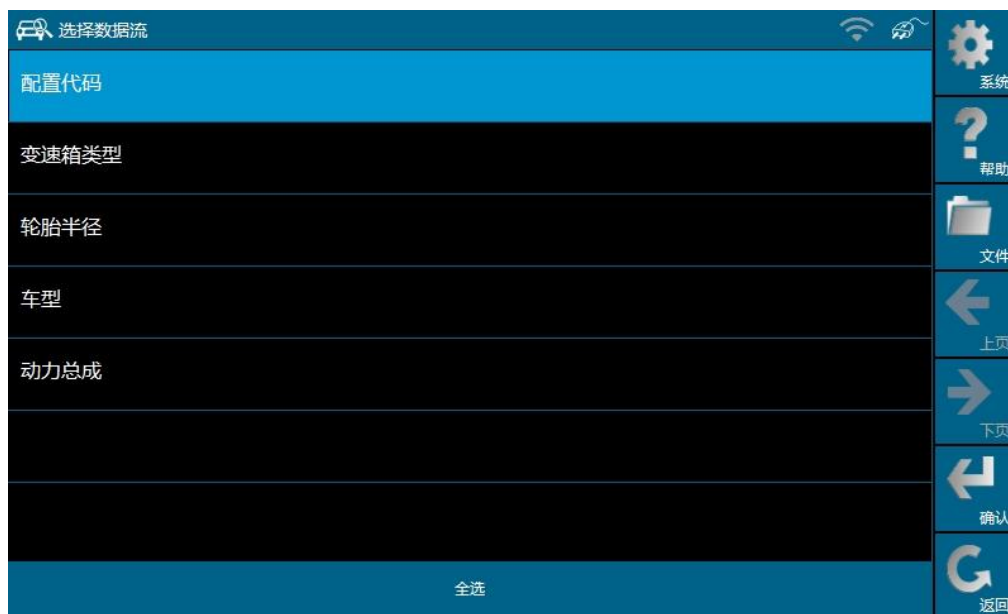 选择数据流
配置代码
变速箱类型
轮胎半径
车型
动力总成
全选
系统
帮助
文件
上页
下页
确认
返回